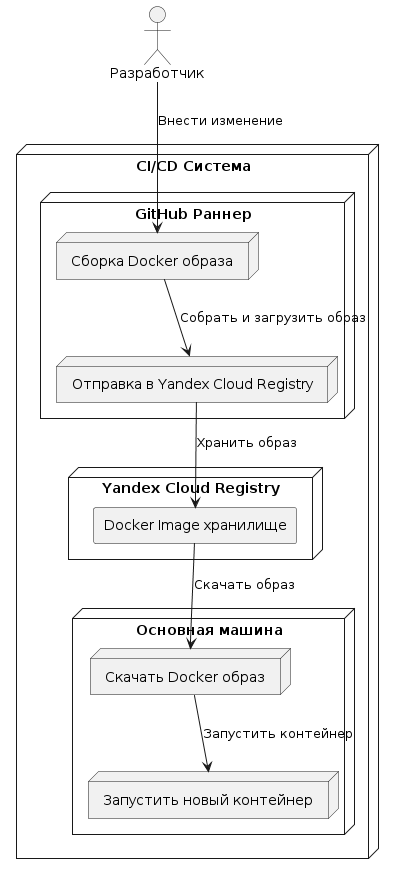 Разработчик
Внести изменение
CI/CD Система
GitHub Раннер
Сборка Docker образа
Собрать и загрузить образ
Отправка в Yandex Cloud Registry
Хранить образ
Yandex Cloud Registry
Docker Image хранилище
Скачать образ
Основная машина
Скачать Docker образ
Запустить контейнер
Запустить новый контейнер